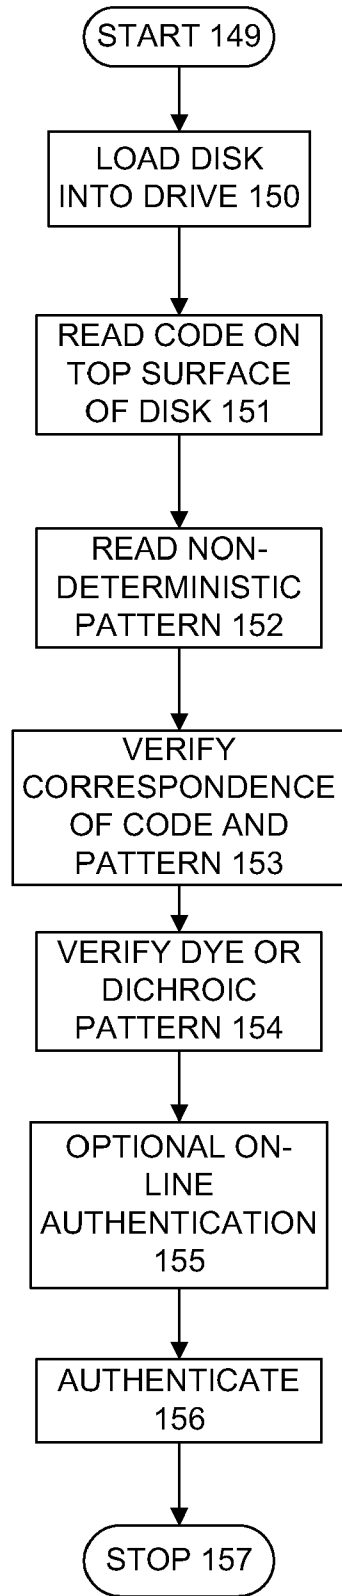 START 149
LOAD DISK
INTO DRIVE 150
READ CODE ON
TOP SURFACE
OF DISK 151
READ NON-
DETERMINISTIC
PATTERN 152
VERIFY
CORRESPONDENCE
OF CODE AND
PATTERN 153
VERIFY DYE OR
DICHROIC
PATTERN 154
OPTIONAL ON-
LINE
AUTHENTICATION
155
AUTHENTICATE
156
STOP 157